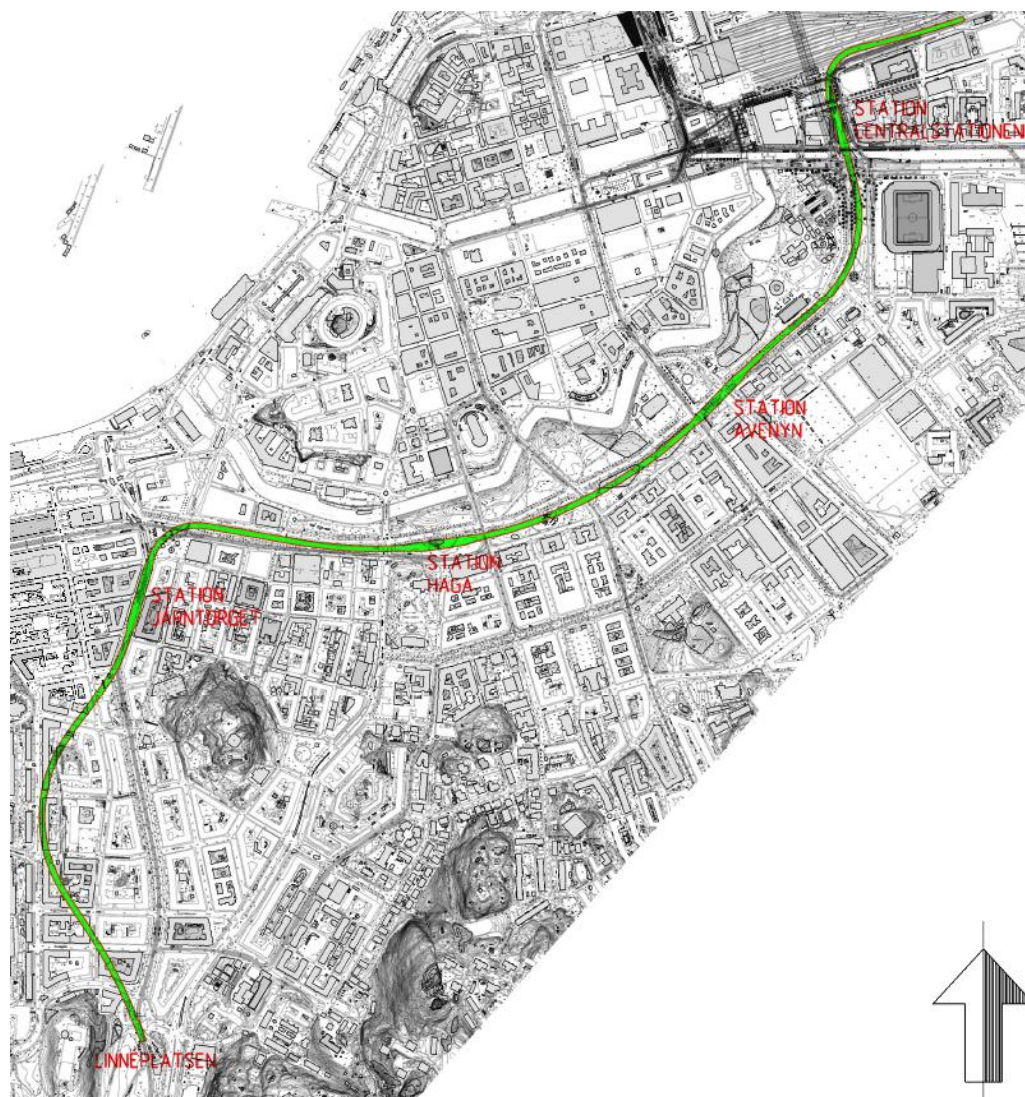 STATION
CENTRALSTATIONEN
STATION
AVENYN
STATION
HAGA
STATION
JÄRNTORGET
LINNÉPLATSEN